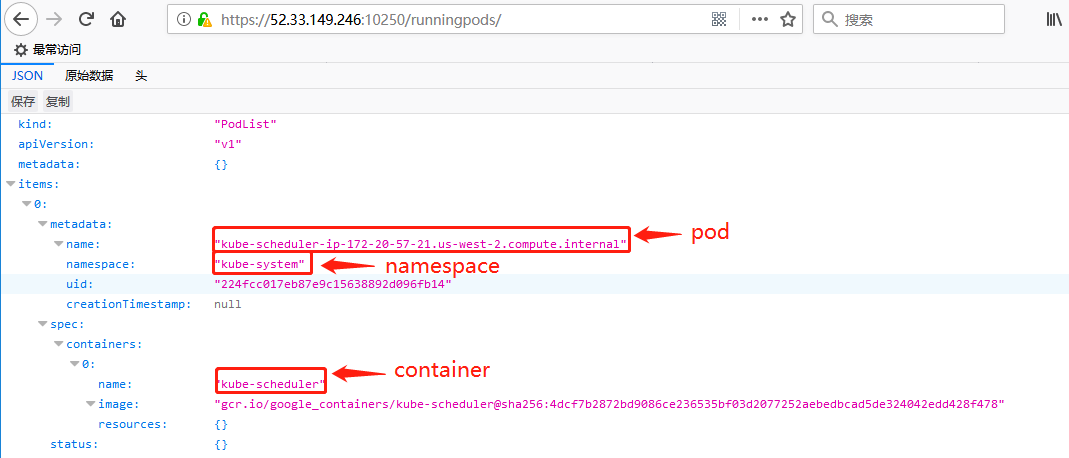 https://52.33.149.246:10250/runningpods/
搜索
最常访问
JSON 原始数据 头
保存 复制
kind: "PodList"
apiVersion: "v1"
metadata: {}
items:
0:
metadata:
name: "kube-scheduler-ip-172-20-57-21.us-west-2.compute.internal" pod
namespace: "kube-system" namespace
uid: "224fcc017eb87e9c15638892d096fb14"
creationTimestamp: null
spec:
containers:
0:
name: "kube-scheduler" container
image: "gcr.io/google_containers/kube-scheduler@sha256:4dcf7b2872bd9086ce236535bf03d2077252aebedbcad5de324042edd428f478"
resources: {}
status: {}